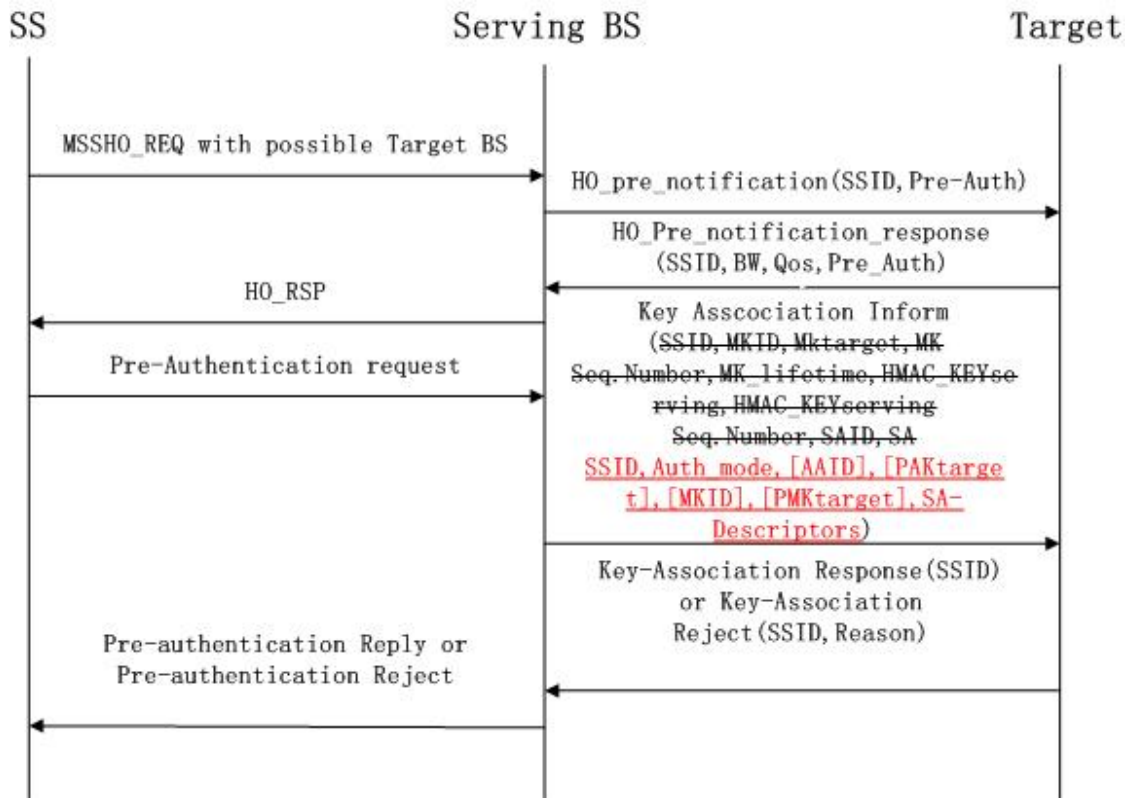 SS
Serving BS
Target
MSSHO_REQ with possible Target BS
HO_pre_notification(SSID,Pre-Auth)
HO_Pre_notification_response
(SSID,BW,Qos,Pre_Auth)
HO_RSP
Key Asscociation Inform
(SSID,MKID,Mktarget,MK
Seq.Number,MK_lifetime,HMAC_KEYse
rving,HMAC_KEYserving
Seq.Number,SAID,SA
SSID,Auth_mode,[AAID],[PAKtarge
t],[MKID],[PMKtarget],SA-
Descriptors)
Pre-Authentication request
Key-Association Response(SSID)
or Key-Association
Reject(SSID,Reason)
Pre-authentication Reply or
Pre-authentication Reject